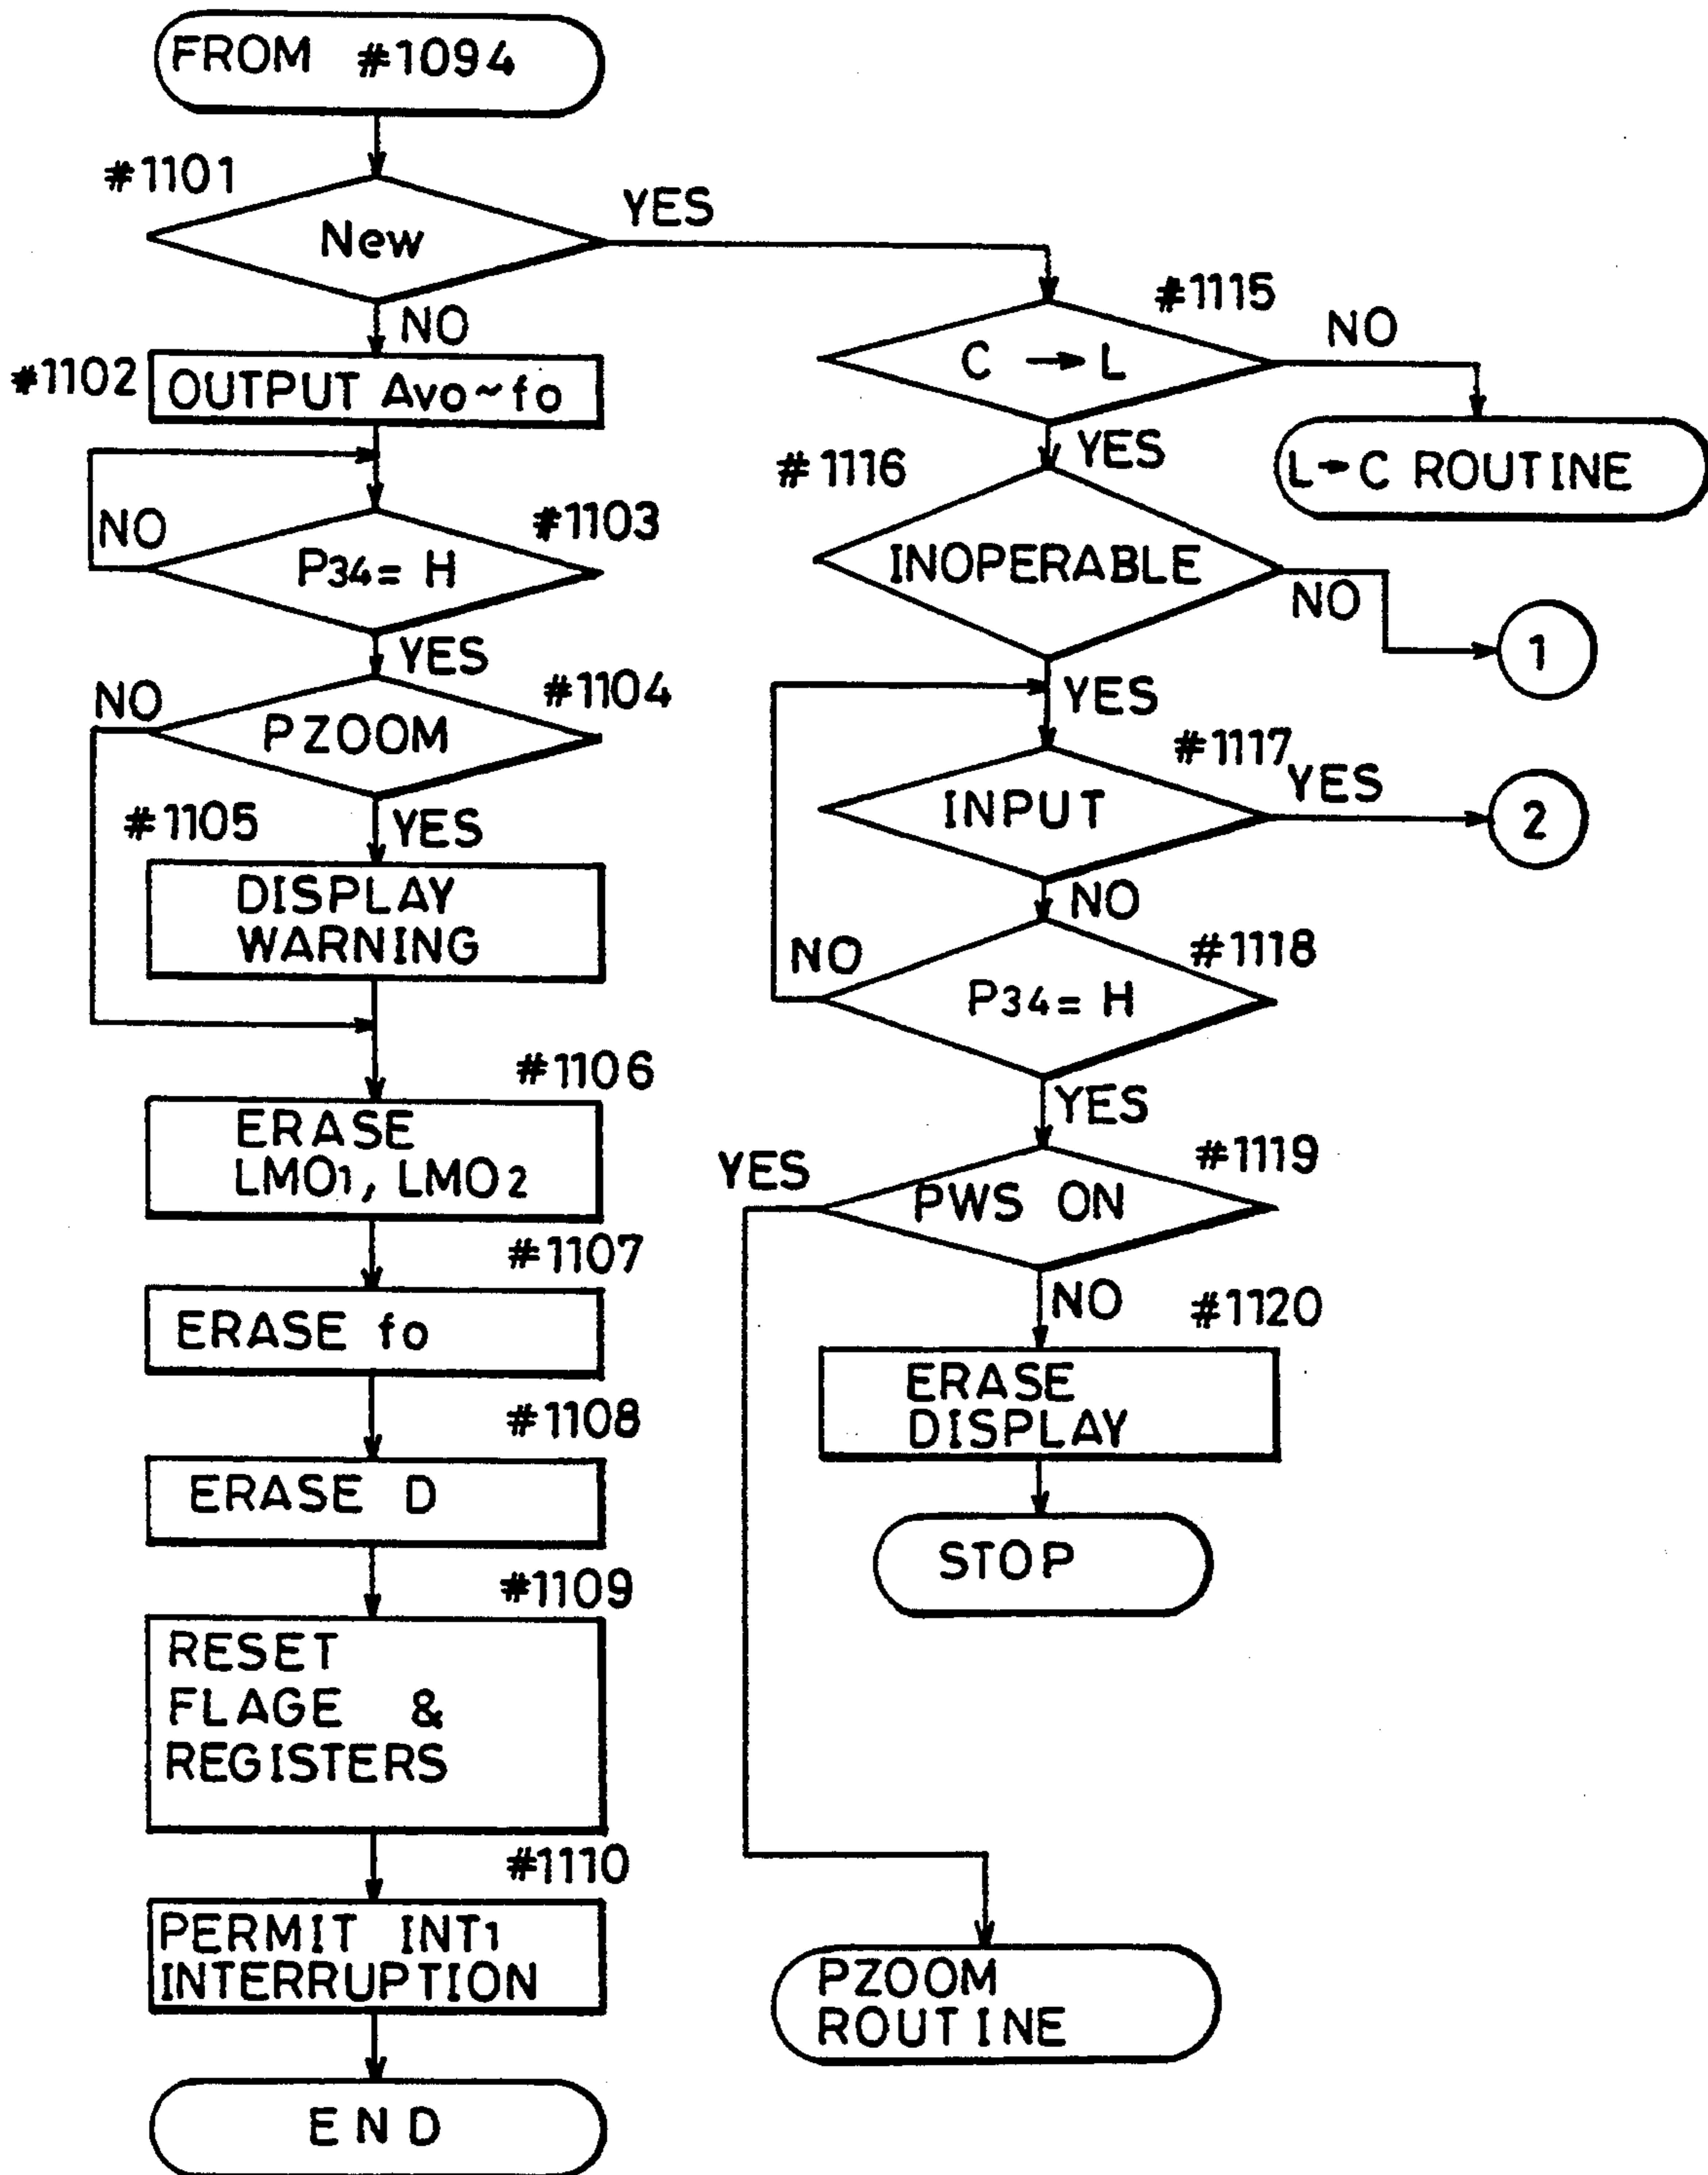 FROM #1094
#1101
New
YES
NO
#1102
OUTPUT Avo~fo
NO
#1103
P34= H
YES
NO
#1104
PZOOM
#1105
YES
DISPLAY
WARNING
#1106
ERASE
LMO1, LMO2
#1107
ERASE fo
#1108
ERASE D
#1109
RESET
FLAGE &
REGISTERS
#1110
PERMIT INT1
INTERRUPTION
END
#1115
C → L
NO
L→C ROUTINE
YES
#1116
INOPERABLE
NO
1
YES
#1117
INPUT
YES
2
NO
#1118
NO
P34= H
YES
#1119
YES
PWS ON
NO
#1120
ERASE
DISPLAY
STOP
PZOOM
ROUTINE